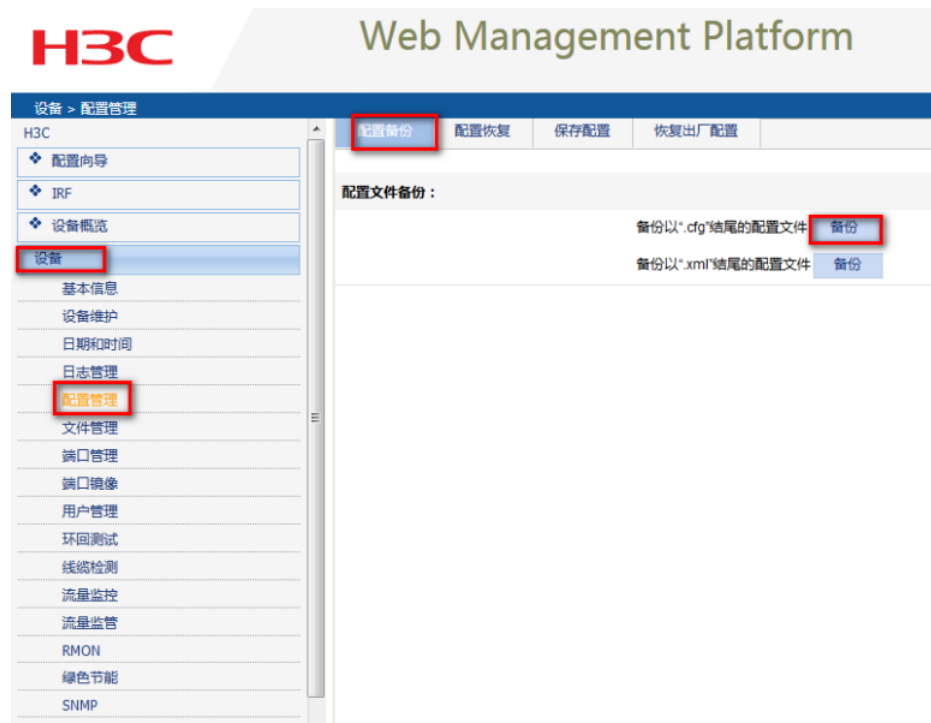 H3C
Web Management Platform
设备 > 配置管理
H3C
配置向导
IRF
设备概览
设备
基本信息
设备维护
日期和时间
日志管理
配置管理
文件管理
端口管理
端口镜像
用户管理
环回测试
线缆检测
流量监控
流量监管
RMON
绿色节能
SNMP
配置备份 配置恢复 保存配置 恢复出厂配置
配置文件备份：
备份以".cfg"结尾的配置文件 备份
备份以".xml"结尾的配置文件 备份